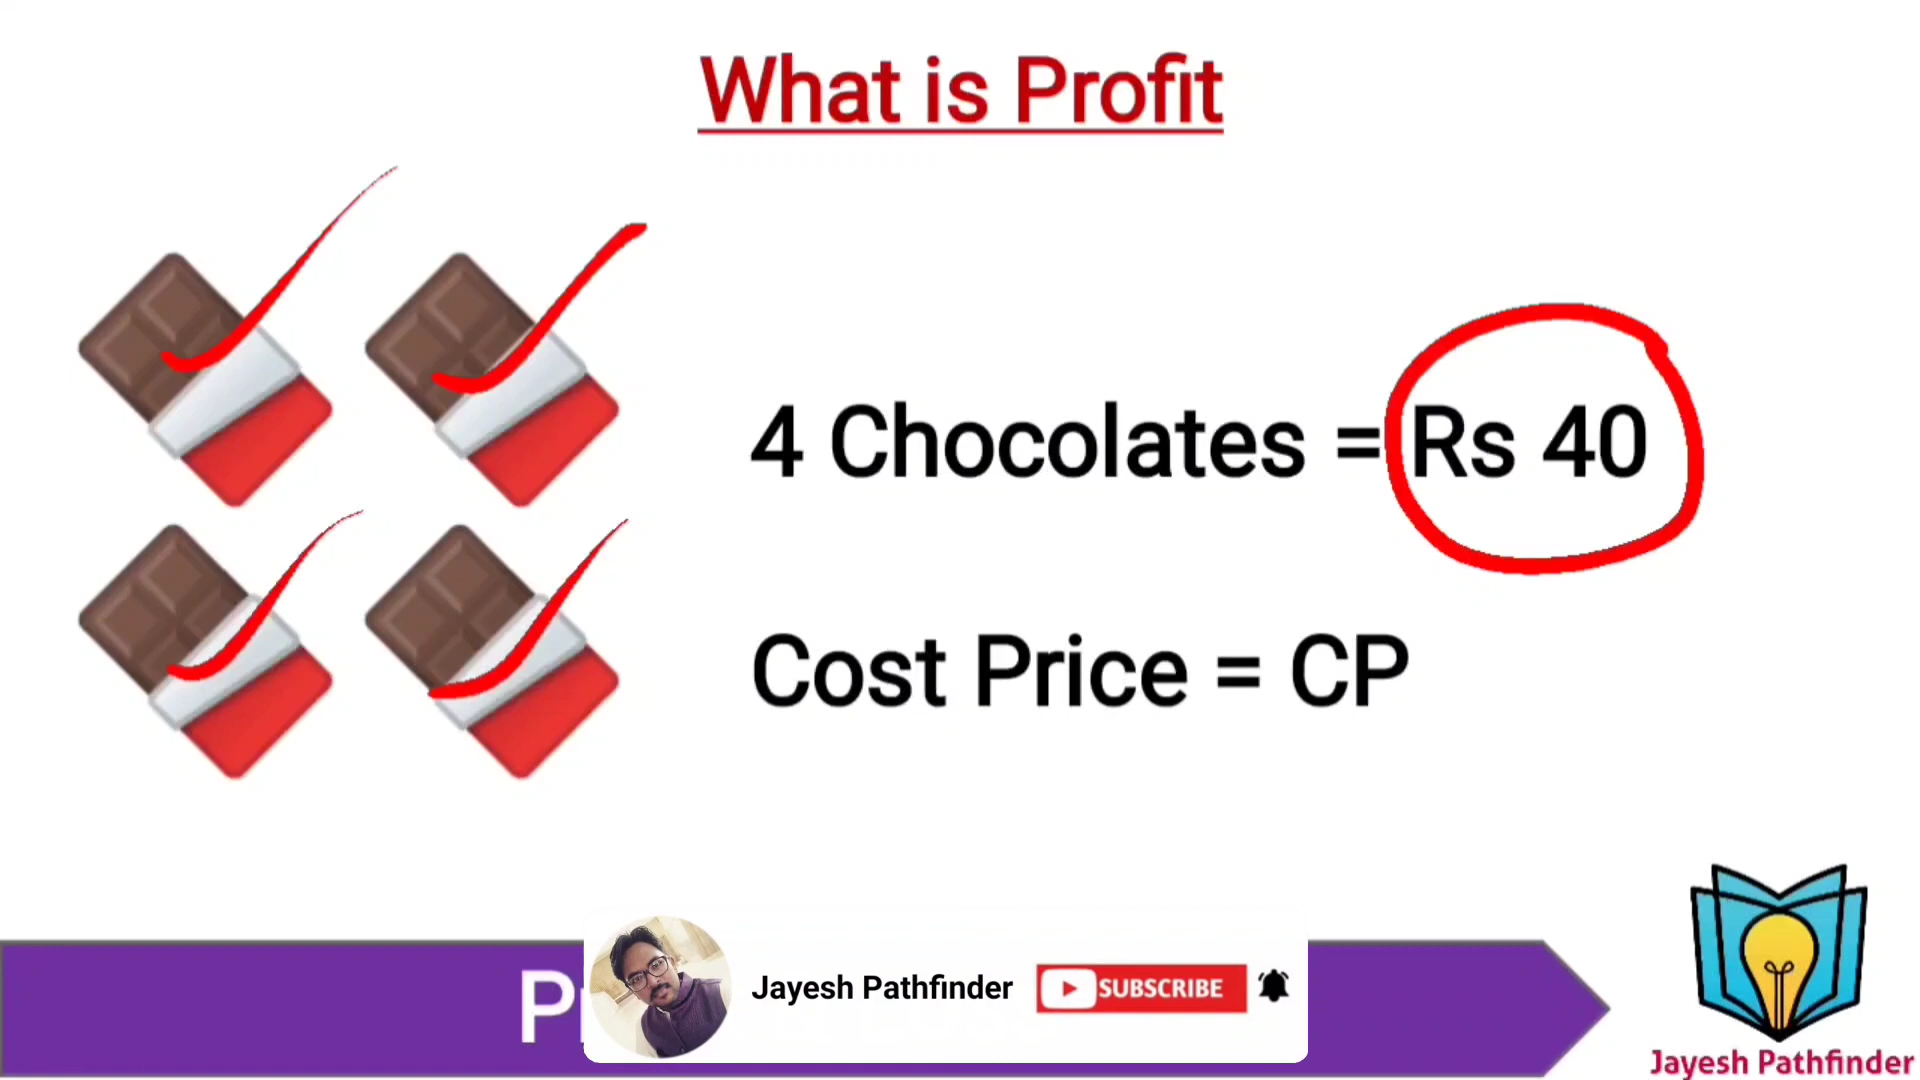 What is Profit
4 Chocolates = Rs 40
Cost Price = CP
Jayesh Pathfinder
SUBSCRIBE
Jayesh Pathfinder